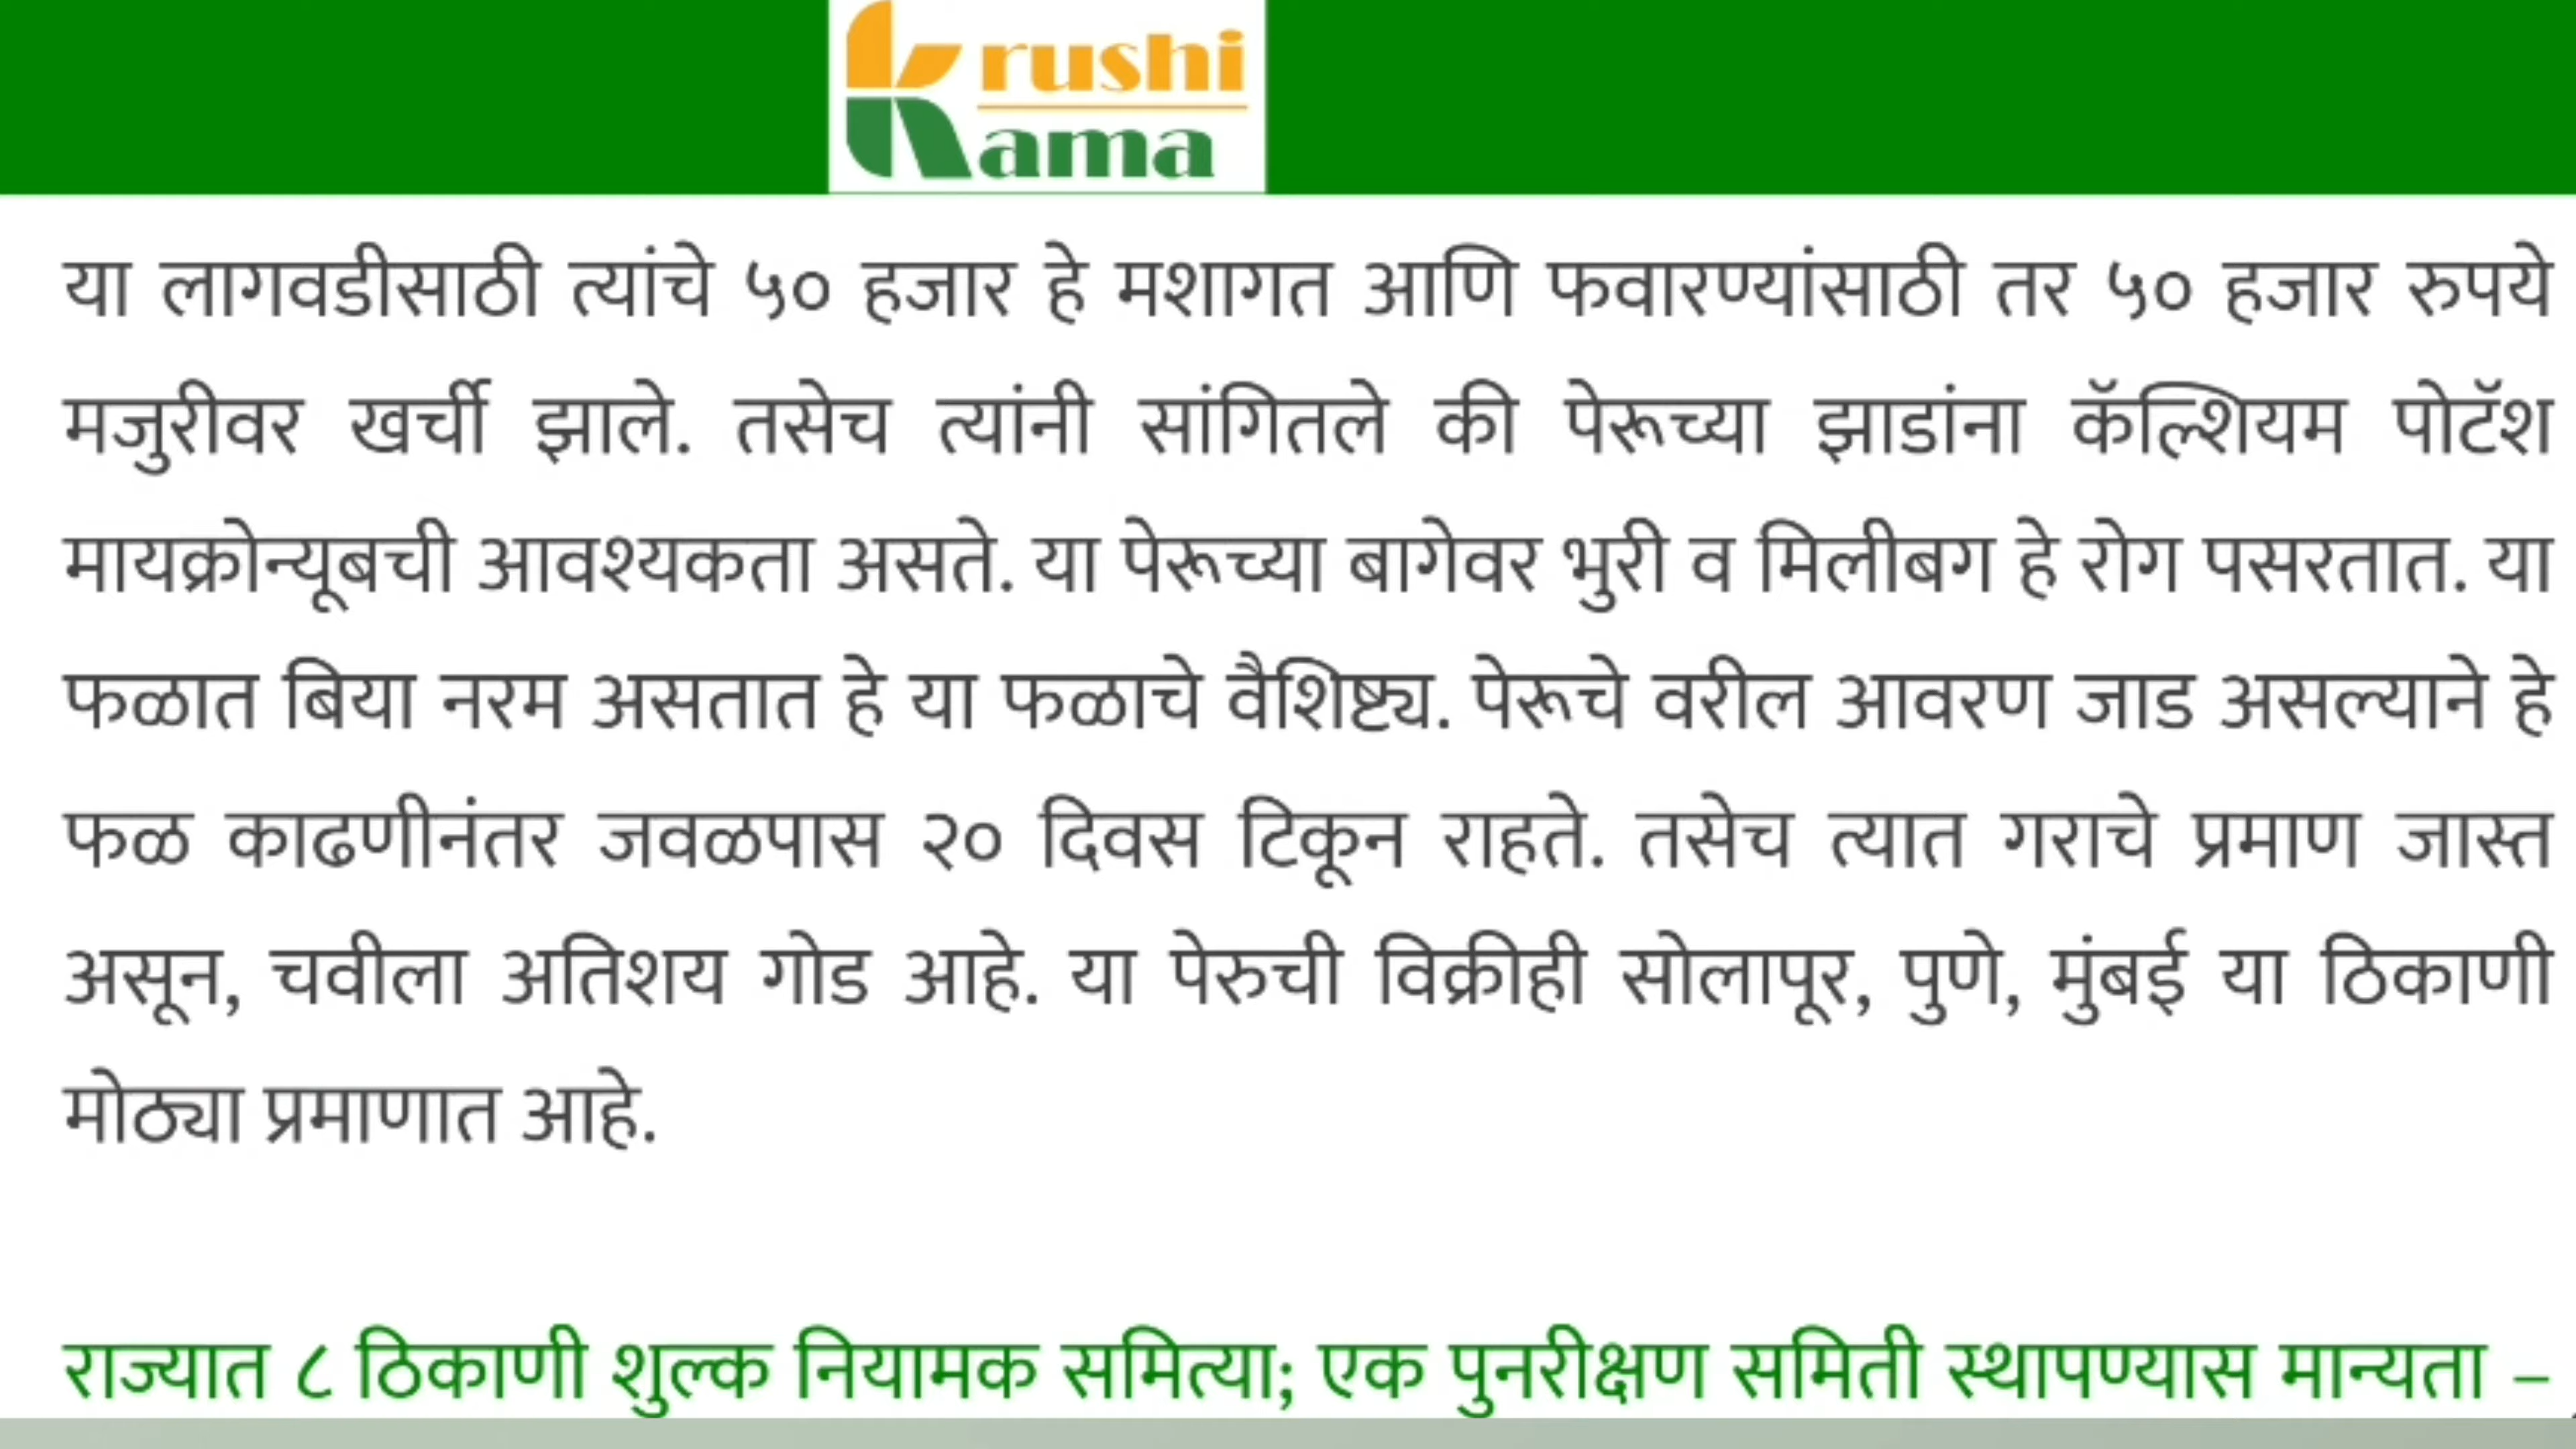 Krushi
Kama
या लागवडीसाठी त्यांचे ५० हजार हे मशागत आणि फवारण्यांसाठी तर ५० हजार रुपये
मजुरीवर खर्ची झाले. तसेच त्यांनी सांगितले की पेरूच्या झाडांना कॅल्शियम पोटॅश
मायक्रोन्यूबची आवश्यकता असते. या पेरूच्या बागेवर भुरी व मिलीबग हे रोग पसरतात. या
फळात बिया नरम असतात हे या फळाचे वैशिष्ट्य. पेरूचे वरील आवरण जाड असल्याने हे
फळ काढणीनंतर जवळपास २० दिवस टिकून राहते. तसेच त्यात गराचे प्रमाण जास्त
असून, चवीला अतिशय गोड आहे. या पेरुची विक्रीही सोलापूर, पुणे, मुंबई या ठिकाणी
मोठ्या प्रमाणात आहे.
राज्यात ८ ठिकाणी शुल्क नियामक समित्या; एक पुनरीक्षण समिती स्थापण्यास मान्यता –